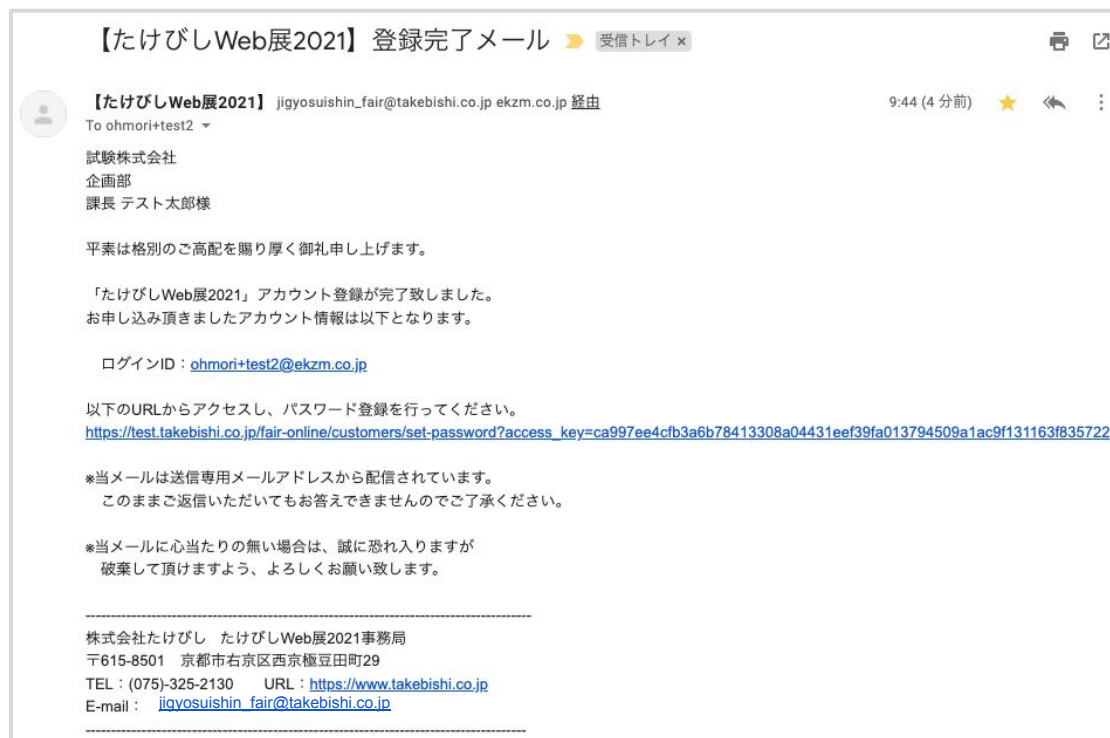 【たけびしWeb展2021】登録完了メール 受信トレイ ×
【たけびしWeb展2021】 jigyosuishin_fair@takebishi.co.jp ekzm.co.jp 経由 9:44 (4 分前)
To ohmori+test2
試験株式会社
企画部
課長 テスト太郎様
平素は格別のご高配を賜り厚く御礼申し上げます。
「たけびしWeb展2021」アカウント登録が完了致しました。
お申し込み頂きましたアカウント情報は以下となります。
ログインID：ohmori+test2@ekzm.co.jp
以下のURLからアクセスし、パスワード登録を行ってください。
https://test.takebishi.co.jp/fair-online/customers/set-password?access_key=ca997ee4cfb3a6b78413308a04431eef39fa013794509a1ac9f131163f835722
※当メールは送信専用メールアドレスから配信されています。
このままご返信いただいてもお答えできませんのでご了承ください。
※当メールに心当たりの無い場合は、誠に恐れ入りますが
破棄して頂けますよう、よろしくお願い致します。
--------------------------------------------------------------------------------
株式会社たけびし たけびしWeb展2021事務局
〒615-8501 京都市右京区西京極豆田町29
TEL：(075)-325-2130 URL：https://www.takebishi.co.jp
E-mail： jigyosuishin_fair@takebishi.co.jp
--------------------------------------------------------------------------------